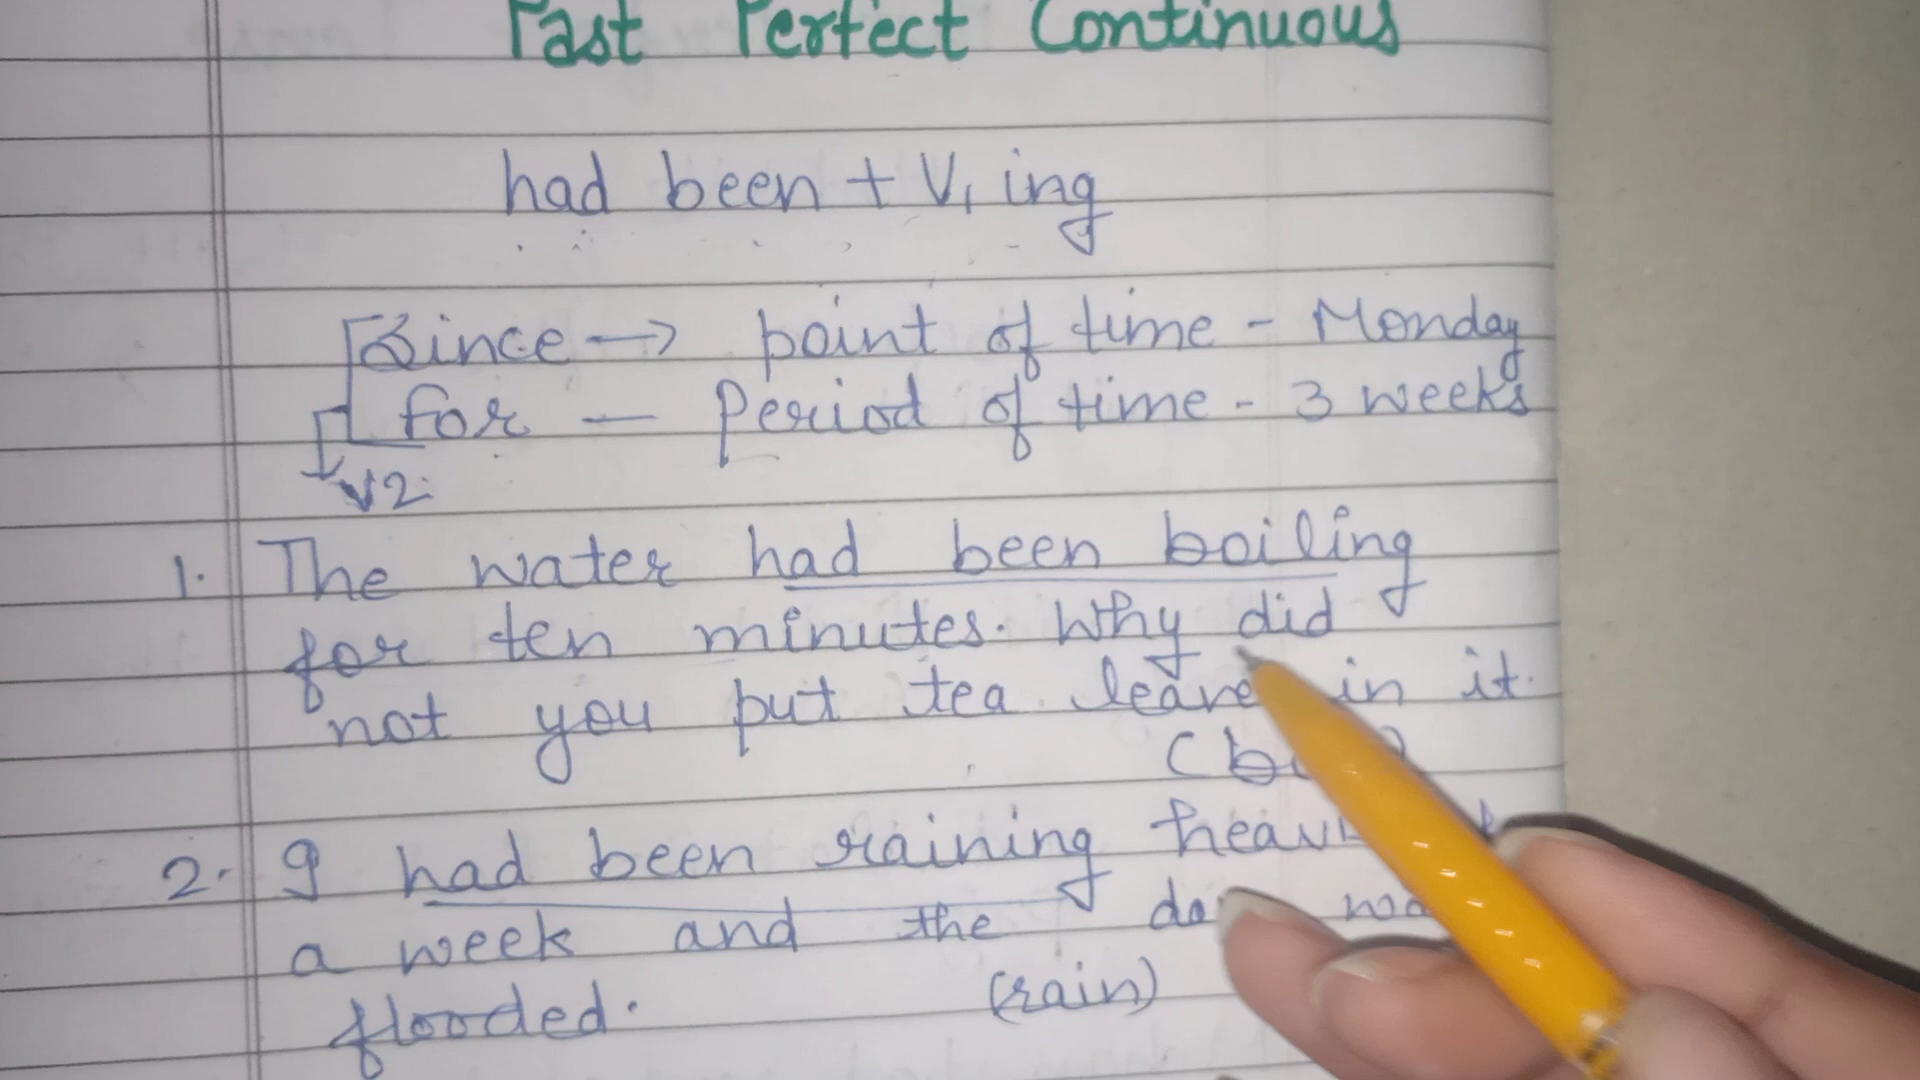 Past Perfect Continuous
had been + V1 ing
Since → point of time - Monday
for — Period of time - 3 weeks
V2
1. The water had been boiling
for ten minutes. Why did
not you put tea leave in it.
2. I had been raining
a week and the
flooded. (rain)